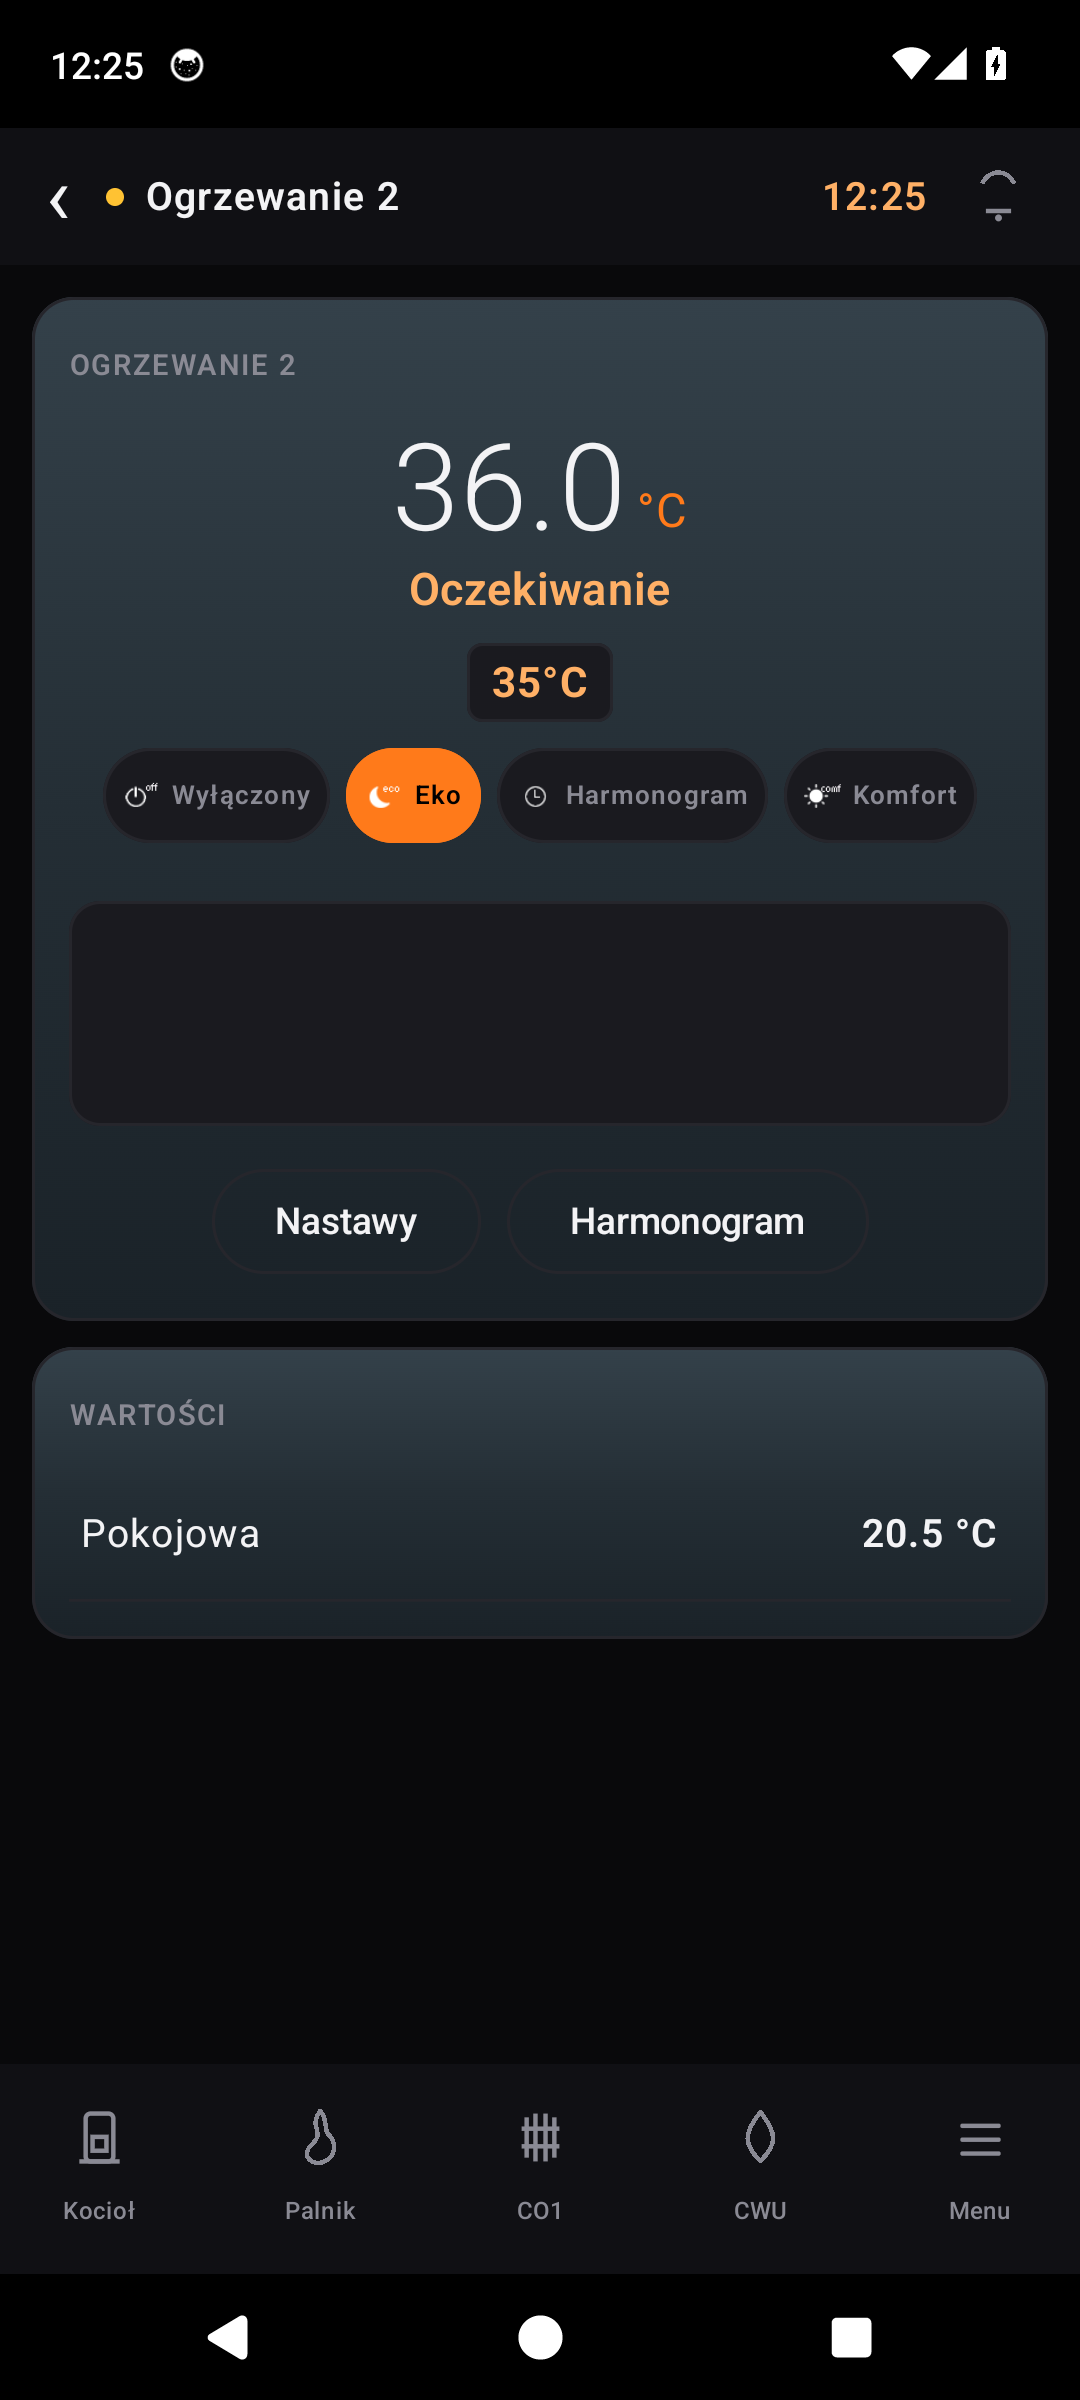 12:25
Ogrzewanie 2
12:25
OGRZEWANIE 2
36.0 °C
Oczekiwanie
35°C
off Wyłączony
eco Eko
Harmonogram
comf Komfort
Nastawy
Harmonogram
WARTOŚCI
Pokojowa 20.5 °C
Kocioł
Palnik
CO1
CWU
Menu